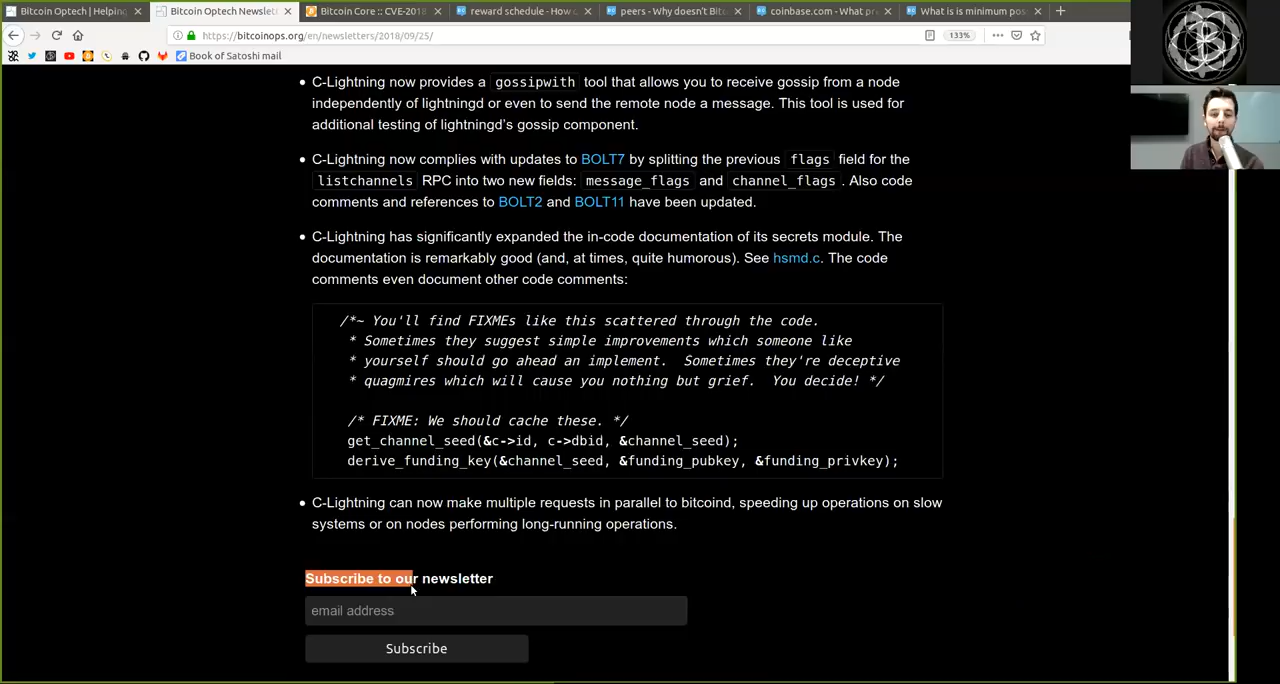 Bitcoin Optech | Helping
Bitcoin Optech Newslett
Bitcoin Core :: CVE-2018
reward schedule - How c
peers - Why doesn't Bitc
coinbase.com - What pr
What is is minimum pos
https://bitcoinops.org/en/newsletters/2018/09/25/
133%
Book of Satoshi mail
• C-Lightning now provides a gossipwith tool that allows you to receive gossip from a node
independently of lightningd or even to send the remote node a message. This tool is used for
additional testing of lightningd's gossip component.
• C-Lightning now complies with updates to BOLT7 by splitting the previous flags field for the
listchannels RPC into two new fields: message_flags and channel_flags. Also code
comments and references to BOLT2 and BOLT11 have been updated.
• C-Lightning has significantly expanded the in-code documentation of its secrets module. The
documentation is remarkably good (and, at times, quite humorous). See hsmd.c. The code
comments even document other code comments:
/*~ You'll find FIXMEs like this scattered through the code.
* Sometimes they suggest simple improvements which someone like
* yourself should go ahead an implement. Sometimes they're deceptive
* quagmires which will cause you nothing but grief. You decide! */
/* FIXME: We should cache these. */
get_channel_seed(&c->id, c->dbid, &channel_seed);
derive_funding_key(&channel_seed, &funding_pubkey, &funding_privkey);
• C-Lightning can now make multiple requests in parallel to bitcoind, speeding up operations on slow
systems or on nodes performing long-running operations.
Subscribe to our newsletter
email address
Subscribe